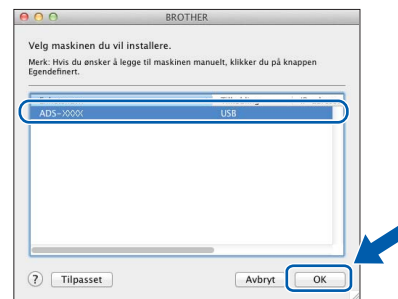 BROTHER
Velg maskinen du vil installere.
Merk: Hvis du ønsker å legge til maskinen manuelt, klikker du på knappen
Egendefinert.
ADS-XXXX USB
? Tilpasset Avbryt OK